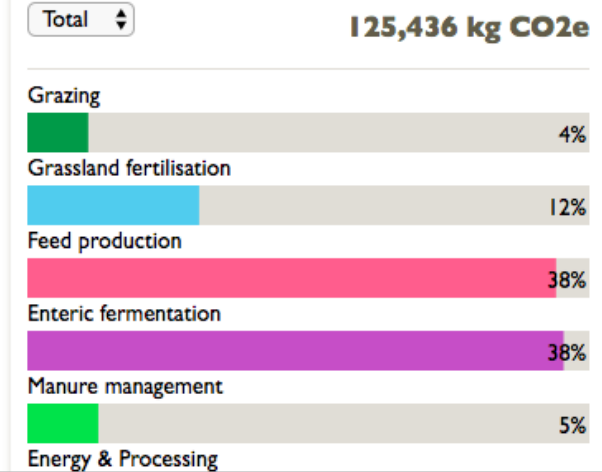 Total
125,436 kg CO2e
Grazing
4%
Grassland fertilisation
12%
Feed production
38%
Enteric fermentation
38%
Manure management
5%
Energy & Processing